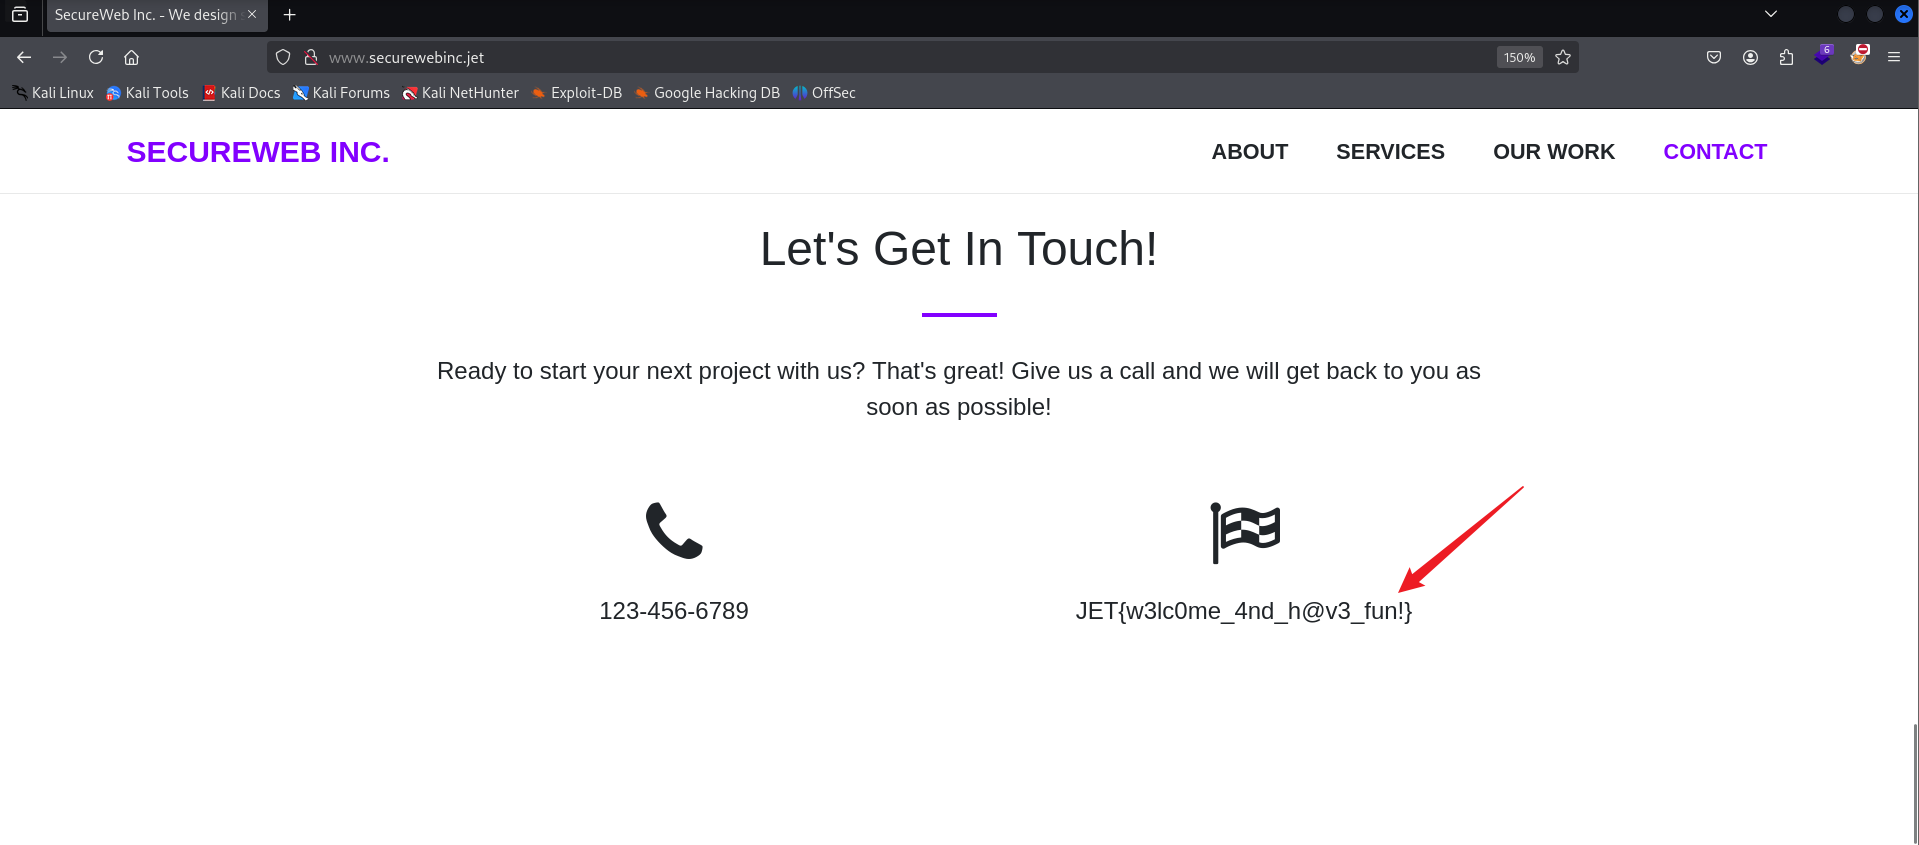 SecureWeb Inc. - We design
www.securewebinc.jet
150%
6
Kali Linux Kali Tools Kali Docs Kali Forums Kali NetHunter Exploit-DB Google Hacking DB OffSec
SECUREWEB INC.
ABOUT SERVICES OUR WORK CONTACT
Let's Get In Touch!
Ready to start your next project with us? That's great! Give us a call and we will get back to you as
soon as possible!
123-456-6789
JET{w3lc0me_4nd_h@v3_fun!}